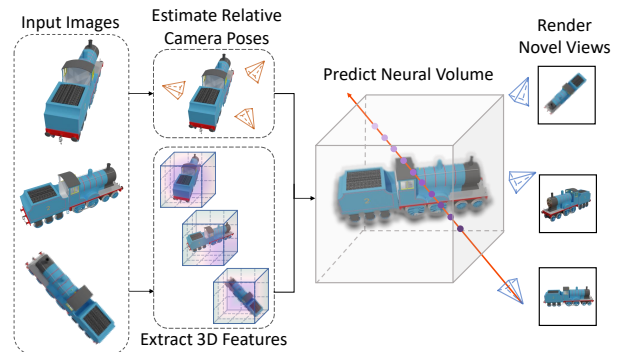 Input Images
Estimate Relative
Camera Poses
Extract 3D Features
Predict Neural Volume
Render
Novel Views